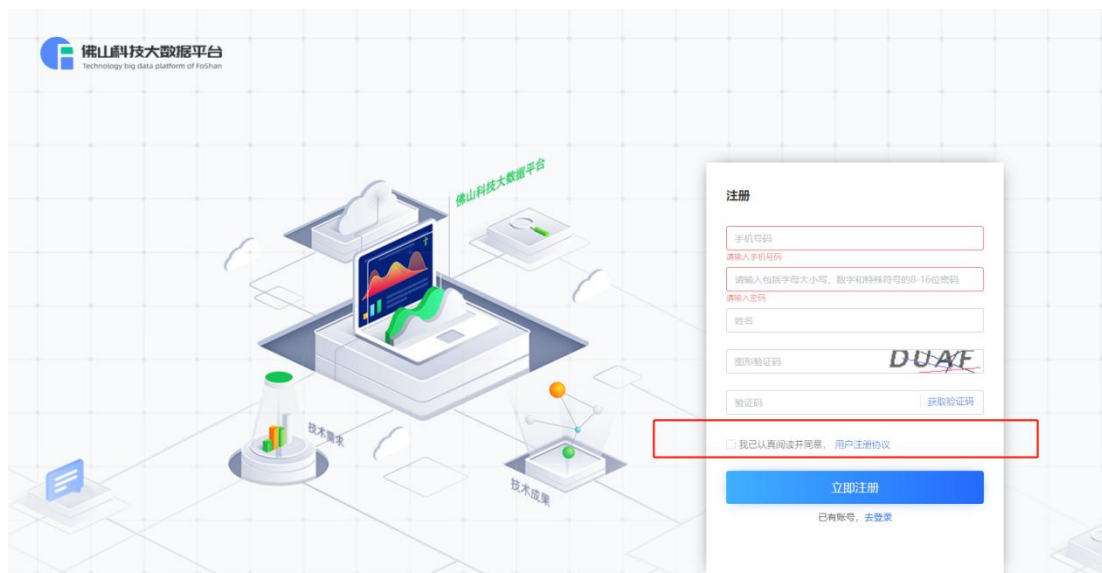 佛山科技大数据平台
Technology big data platform of FoShan
佛山科技大数据平台
技术需求
技术成果
注册
手机号码
请输入手机号码
请输入包括字母大小写，数字和特殊符号的8-16位密码
请输入密码
姓名
图形验证码 DUAF
验证码 获取验证码
我已认真阅读并同意， 用户注册协议
立即注册
已有账号，去登录